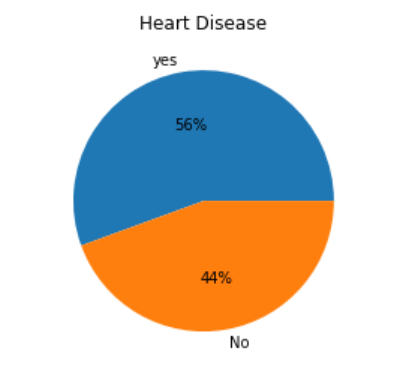 Heart Disease
yes
56%
44%
No